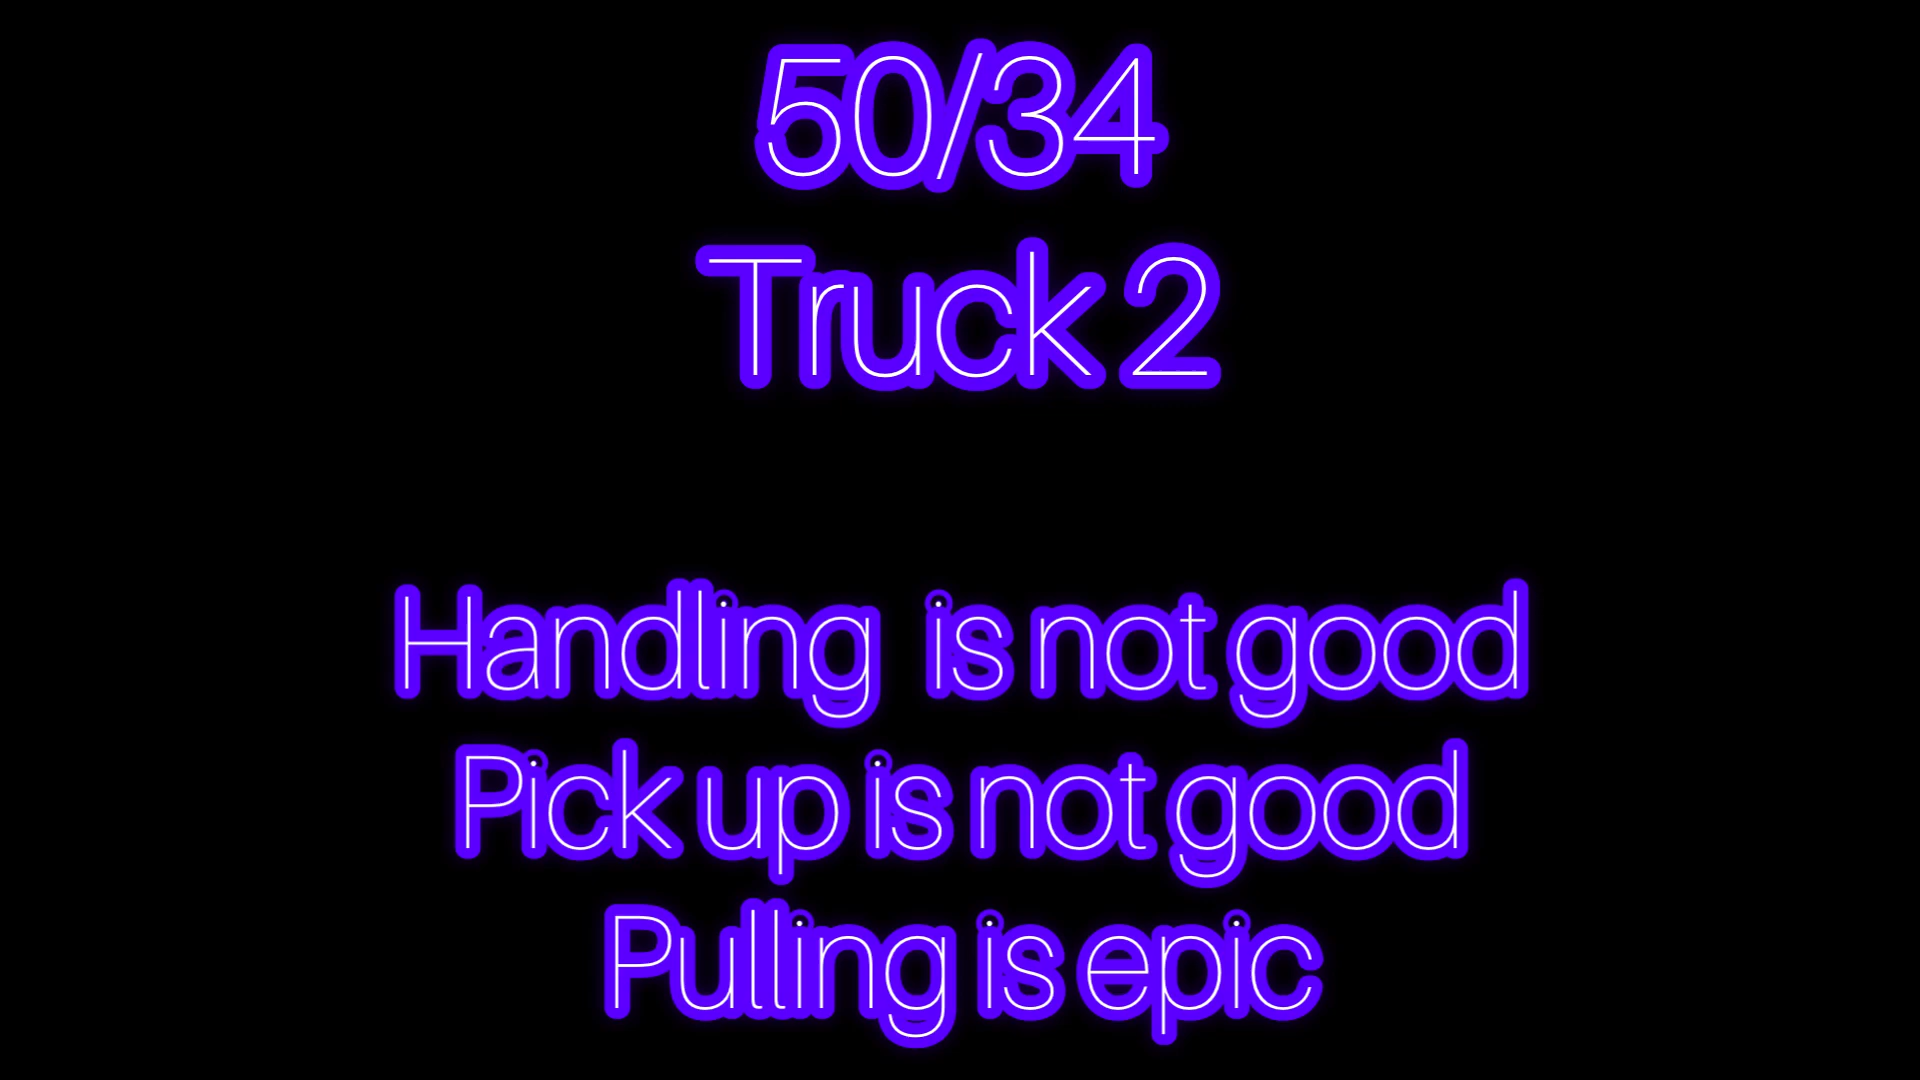 50/34
Truck 2
Handling  is not good
Pick up is not good
Pulling is epic